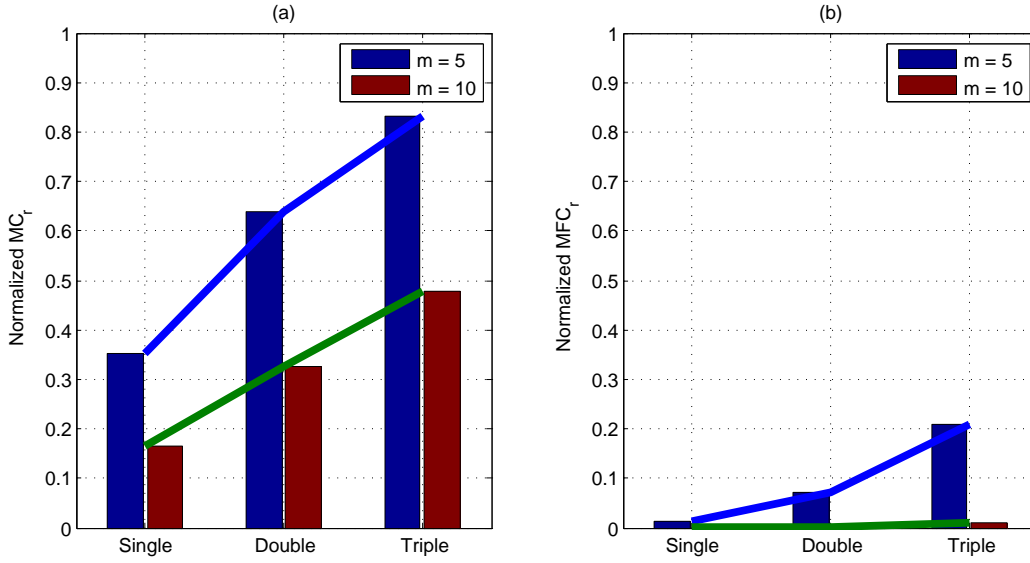 (a)
1
0.9
0.8
0.7
0.6
0.5
0.4
0.3
0.2
0.1
0
Normalized MC_r
m = 5
m = 10
Single Double Triple
(b)
1
0.9
0.8
0.7
0.6
0.5
0.4
0.3
0.2
0.1
0
Normalized MFC_r
m = 5
m = 10
Single Double Triple